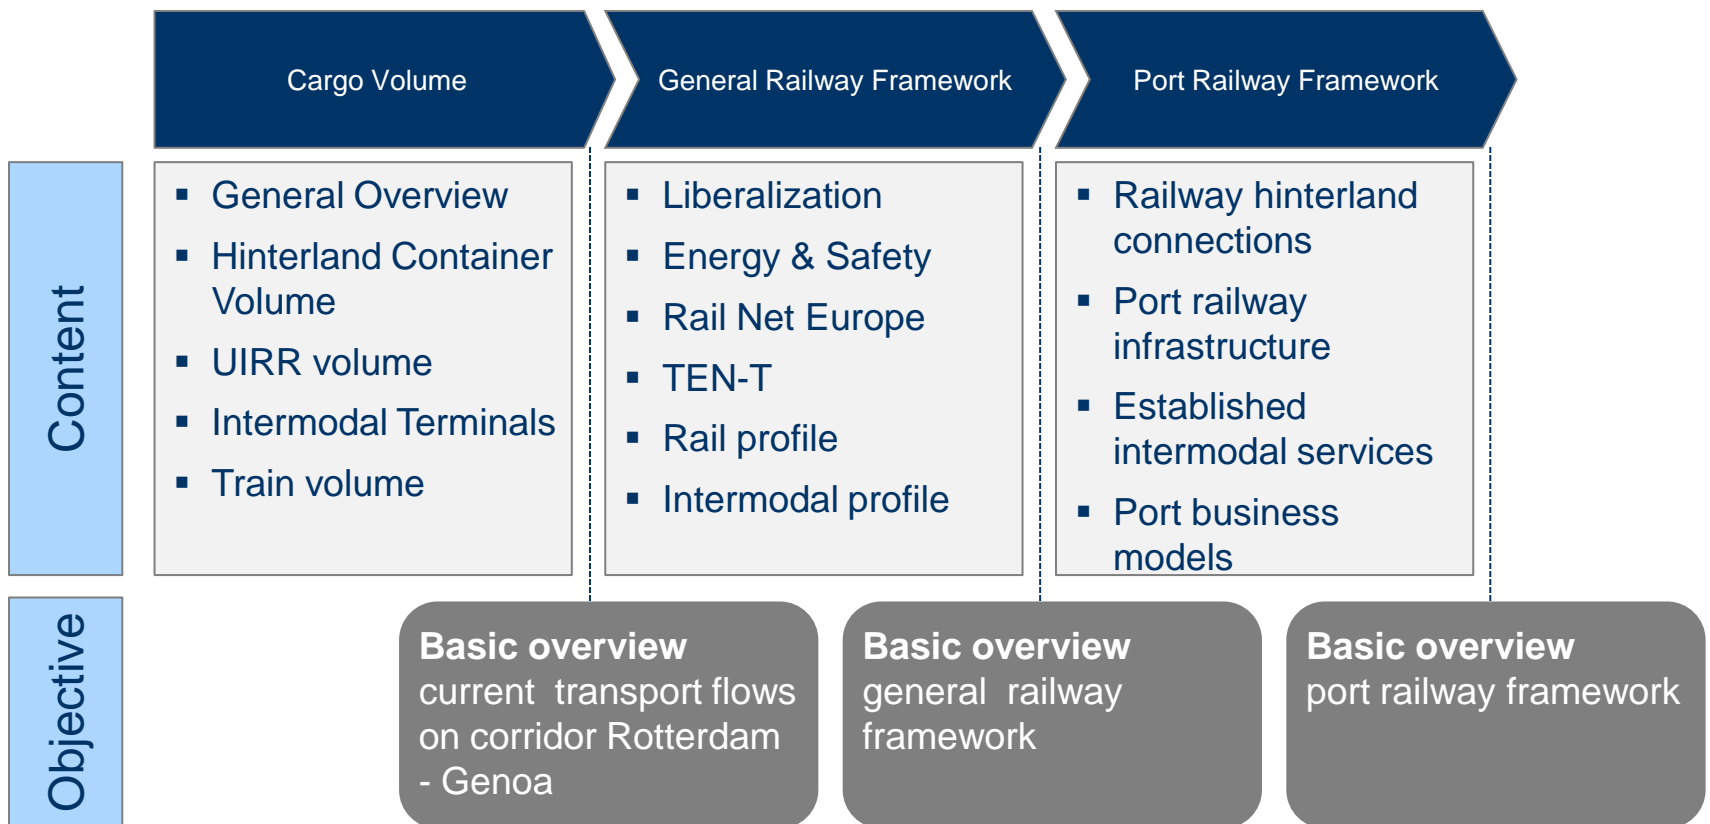 Cargo Volume
General Railway Framework
Port Railway Framework
Content
▪ General Overview
▪ Hinterland Container
Volume
▪ UIRR volume
▪ Intermodal Terminals
▪ Train volume
▪ Liberalization
▪ Energy & Safety
▪ Rail Net Europe
▪ TEN-T
▪ Rail profile
▪ Intermodal profile
▪ Railway hinterland
connections
▪ Port railway
infrastructure
▪ Established
intermodal services
▪ Port business
models
Objective
Basic overview
current transport flows
on corridor Rotterdam
- Genoa
Basic overview
general railway
framework
Basic overview
port railway framework